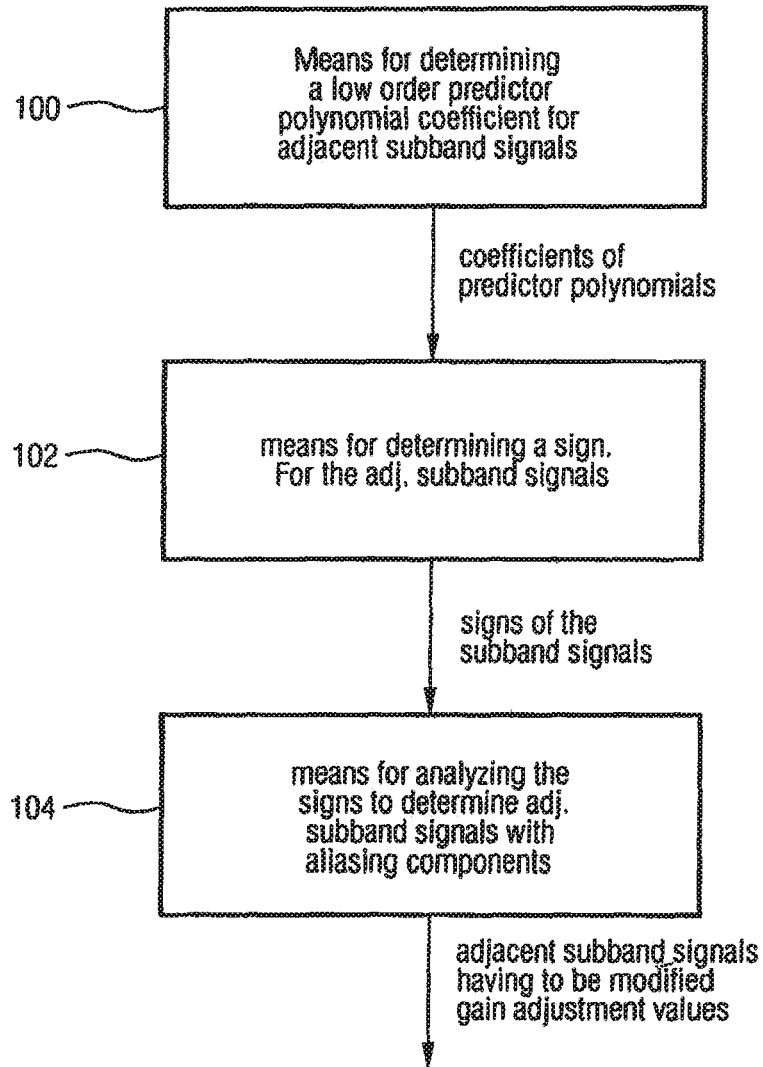 Means for determining
a low order predictor
polynomial coefficient for
adjacent subband signals
100
coefficients of
predictor polynomials
means for determining a sign.
For the adj. subband signals
102
signs of the
subband signals
means for analyzing the
signs to determine adj.
subband signals with
aliasing components
104
adjacent subband signals
having to be modified
gain adjustment values